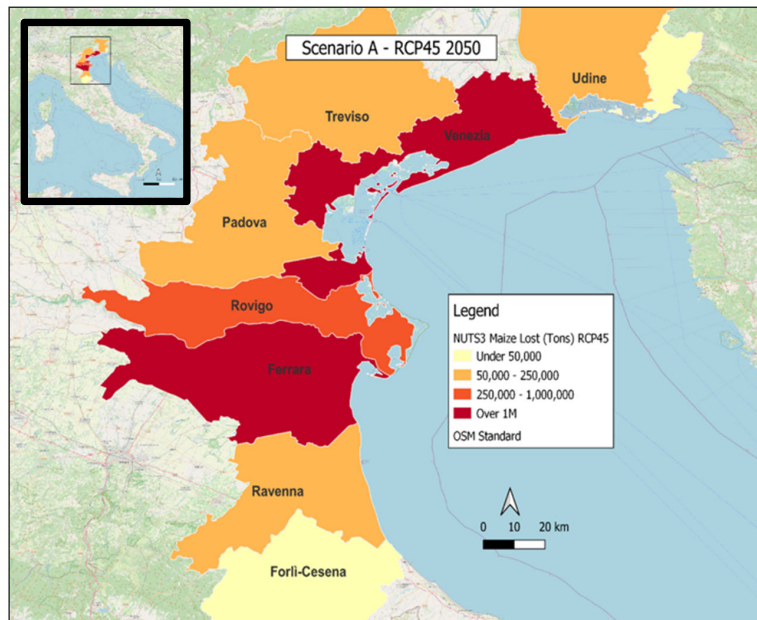 Scenario A - RCP45 2050
Udine
Treviso
Venezia
Padova
Rovigo
Ferrara
Ravenna
Forlì-Cesena
Legend
NUTS3 Maize Lost (Tons) RCP45
Under 50,000
50,000 - 250,000
250,000 - 1,000,000
Over 1M
OSM Standard
0 10 20 km